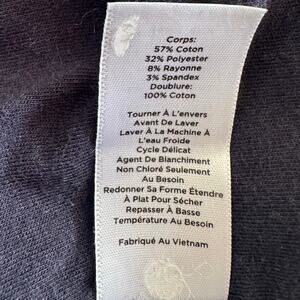 Corps:
57% Coton
32% Polyester
8% Rayonne
3% Spandex
Doublure:
100% Coton
Tourner À L'envers
Avant De Laver
Laver À La Machine À
L'eau Froide
Cycle Délicat
Agent De Blanchiment
Non Chloré Seulement
Au Besoin
Redonner Sa Forme Étendre
À Plat Pour Sécher
Repasser À Basse
Température Au Besoin
Fabriqué Au Vietnam